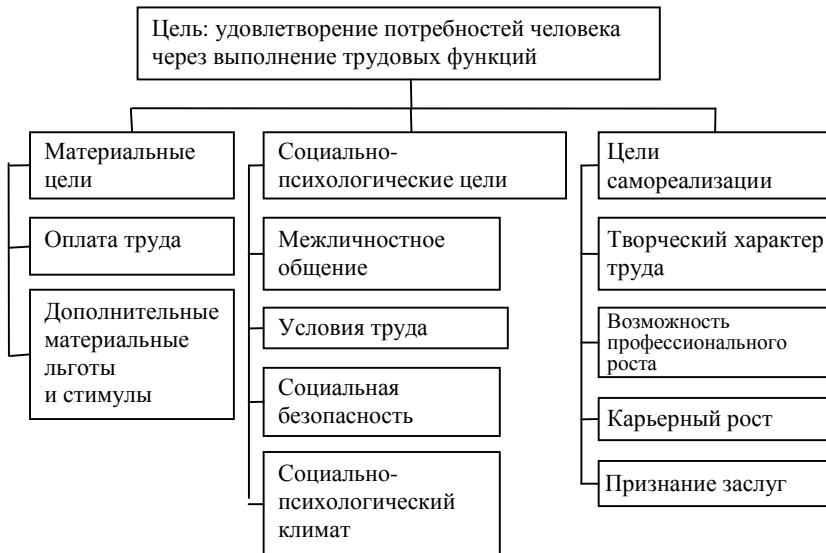 Цель: удовлетворение потребностей человека
через выполнение трудовых функций
Материальные
цели
Оплата труда
Дополнительные
материальные
льготы
и стимулы
Социально-
психологические цели
Межличностное
общение
Условия труда
Социальная
безопасность
Социально-
психологический
климат
Цели
самореализации
Творческий характер
труда
Возможность
профессионального
роста
Карьерный рост
Признание заслуг